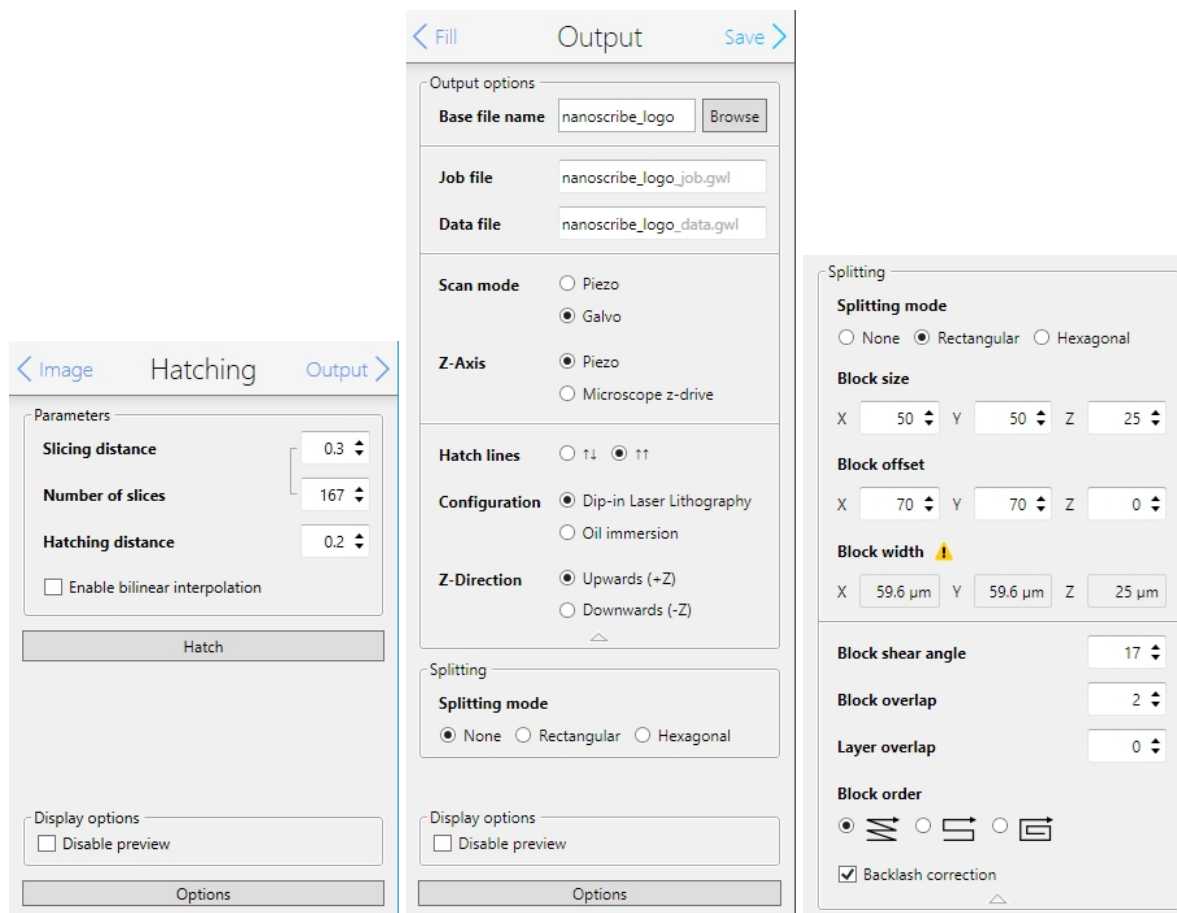 Image
Hatching
Output
Parameters
Slicing distance 0.3
Number of slices 167
Hatching distance 0.2
Enable bilinear interpolation
Hatch
Display options
Disable preview
Options
Fill
Output
Save
Output options
Base file name nanoscribe_logo Browse
Job file nanoscribe_logo_job.gwl
Data file nanoscribe_logo_data.gwl
Scan mode Piezo
Galvo
Z-Axis Piezo
Microscope z-drive
Hatch lines ↑↓ ↑↑
Configuration Dip-in Laser Lithography
Oil immersion
Z-Direction Upwards (+Z)
Downwards (-Z)
Splitting
Splitting mode
None Rectangular Hexagonal
Display options
Disable preview
Options
Splitting
Splitting mode
None Rectangular Hexagonal
Block size
X 50 Y 50 Z 25
Block offset
X 70 Y 70 Z 0
Block width
X 59.6 µm Y 59.6 µm Z 25 µm
Block shear angle 17
Block overlap 2
Layer overlap 0
Block order
Backlash correction